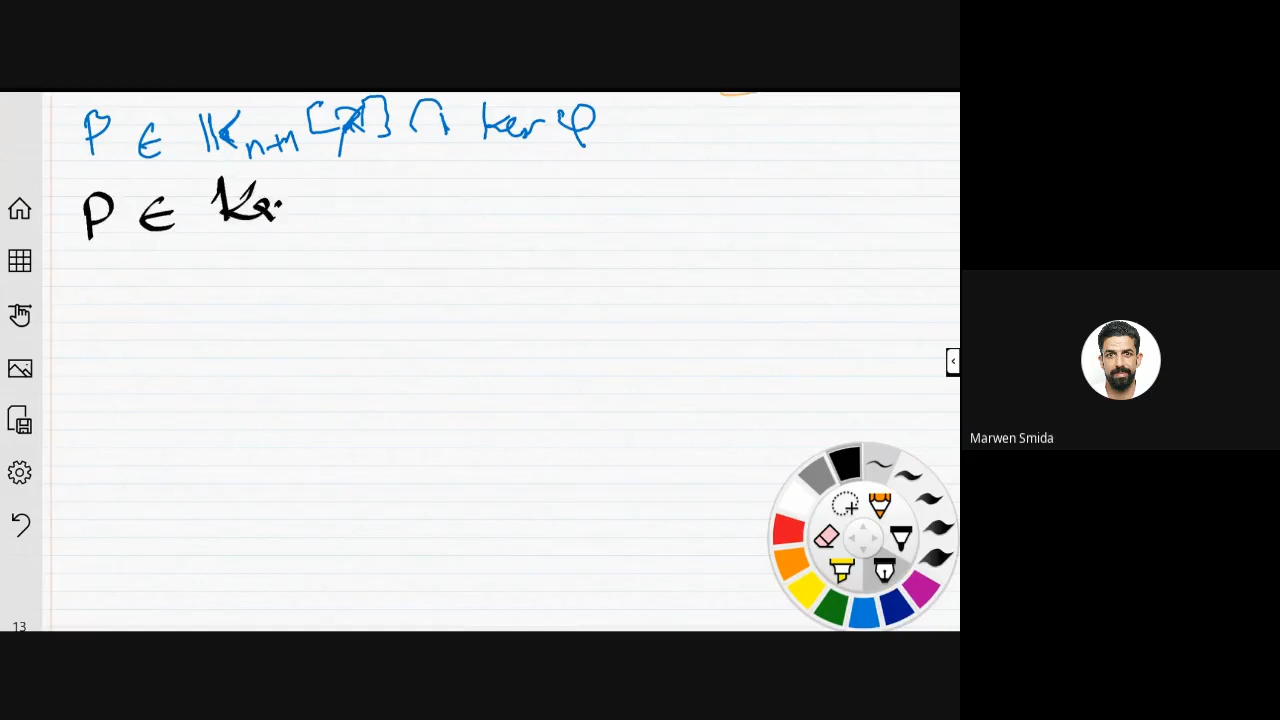 P ∈ 𝕂ₙ₊₁ [X] ∩ ker φ
P ∈ K
Marwen Smida
13